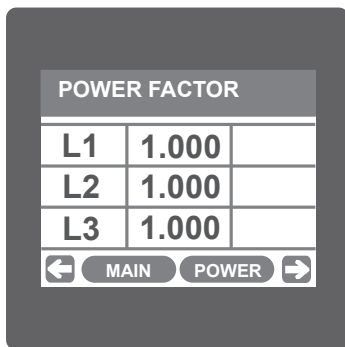 POWER FACTOR
L1 1.000
L2 1.000
L3 1.000
MAIN POWER